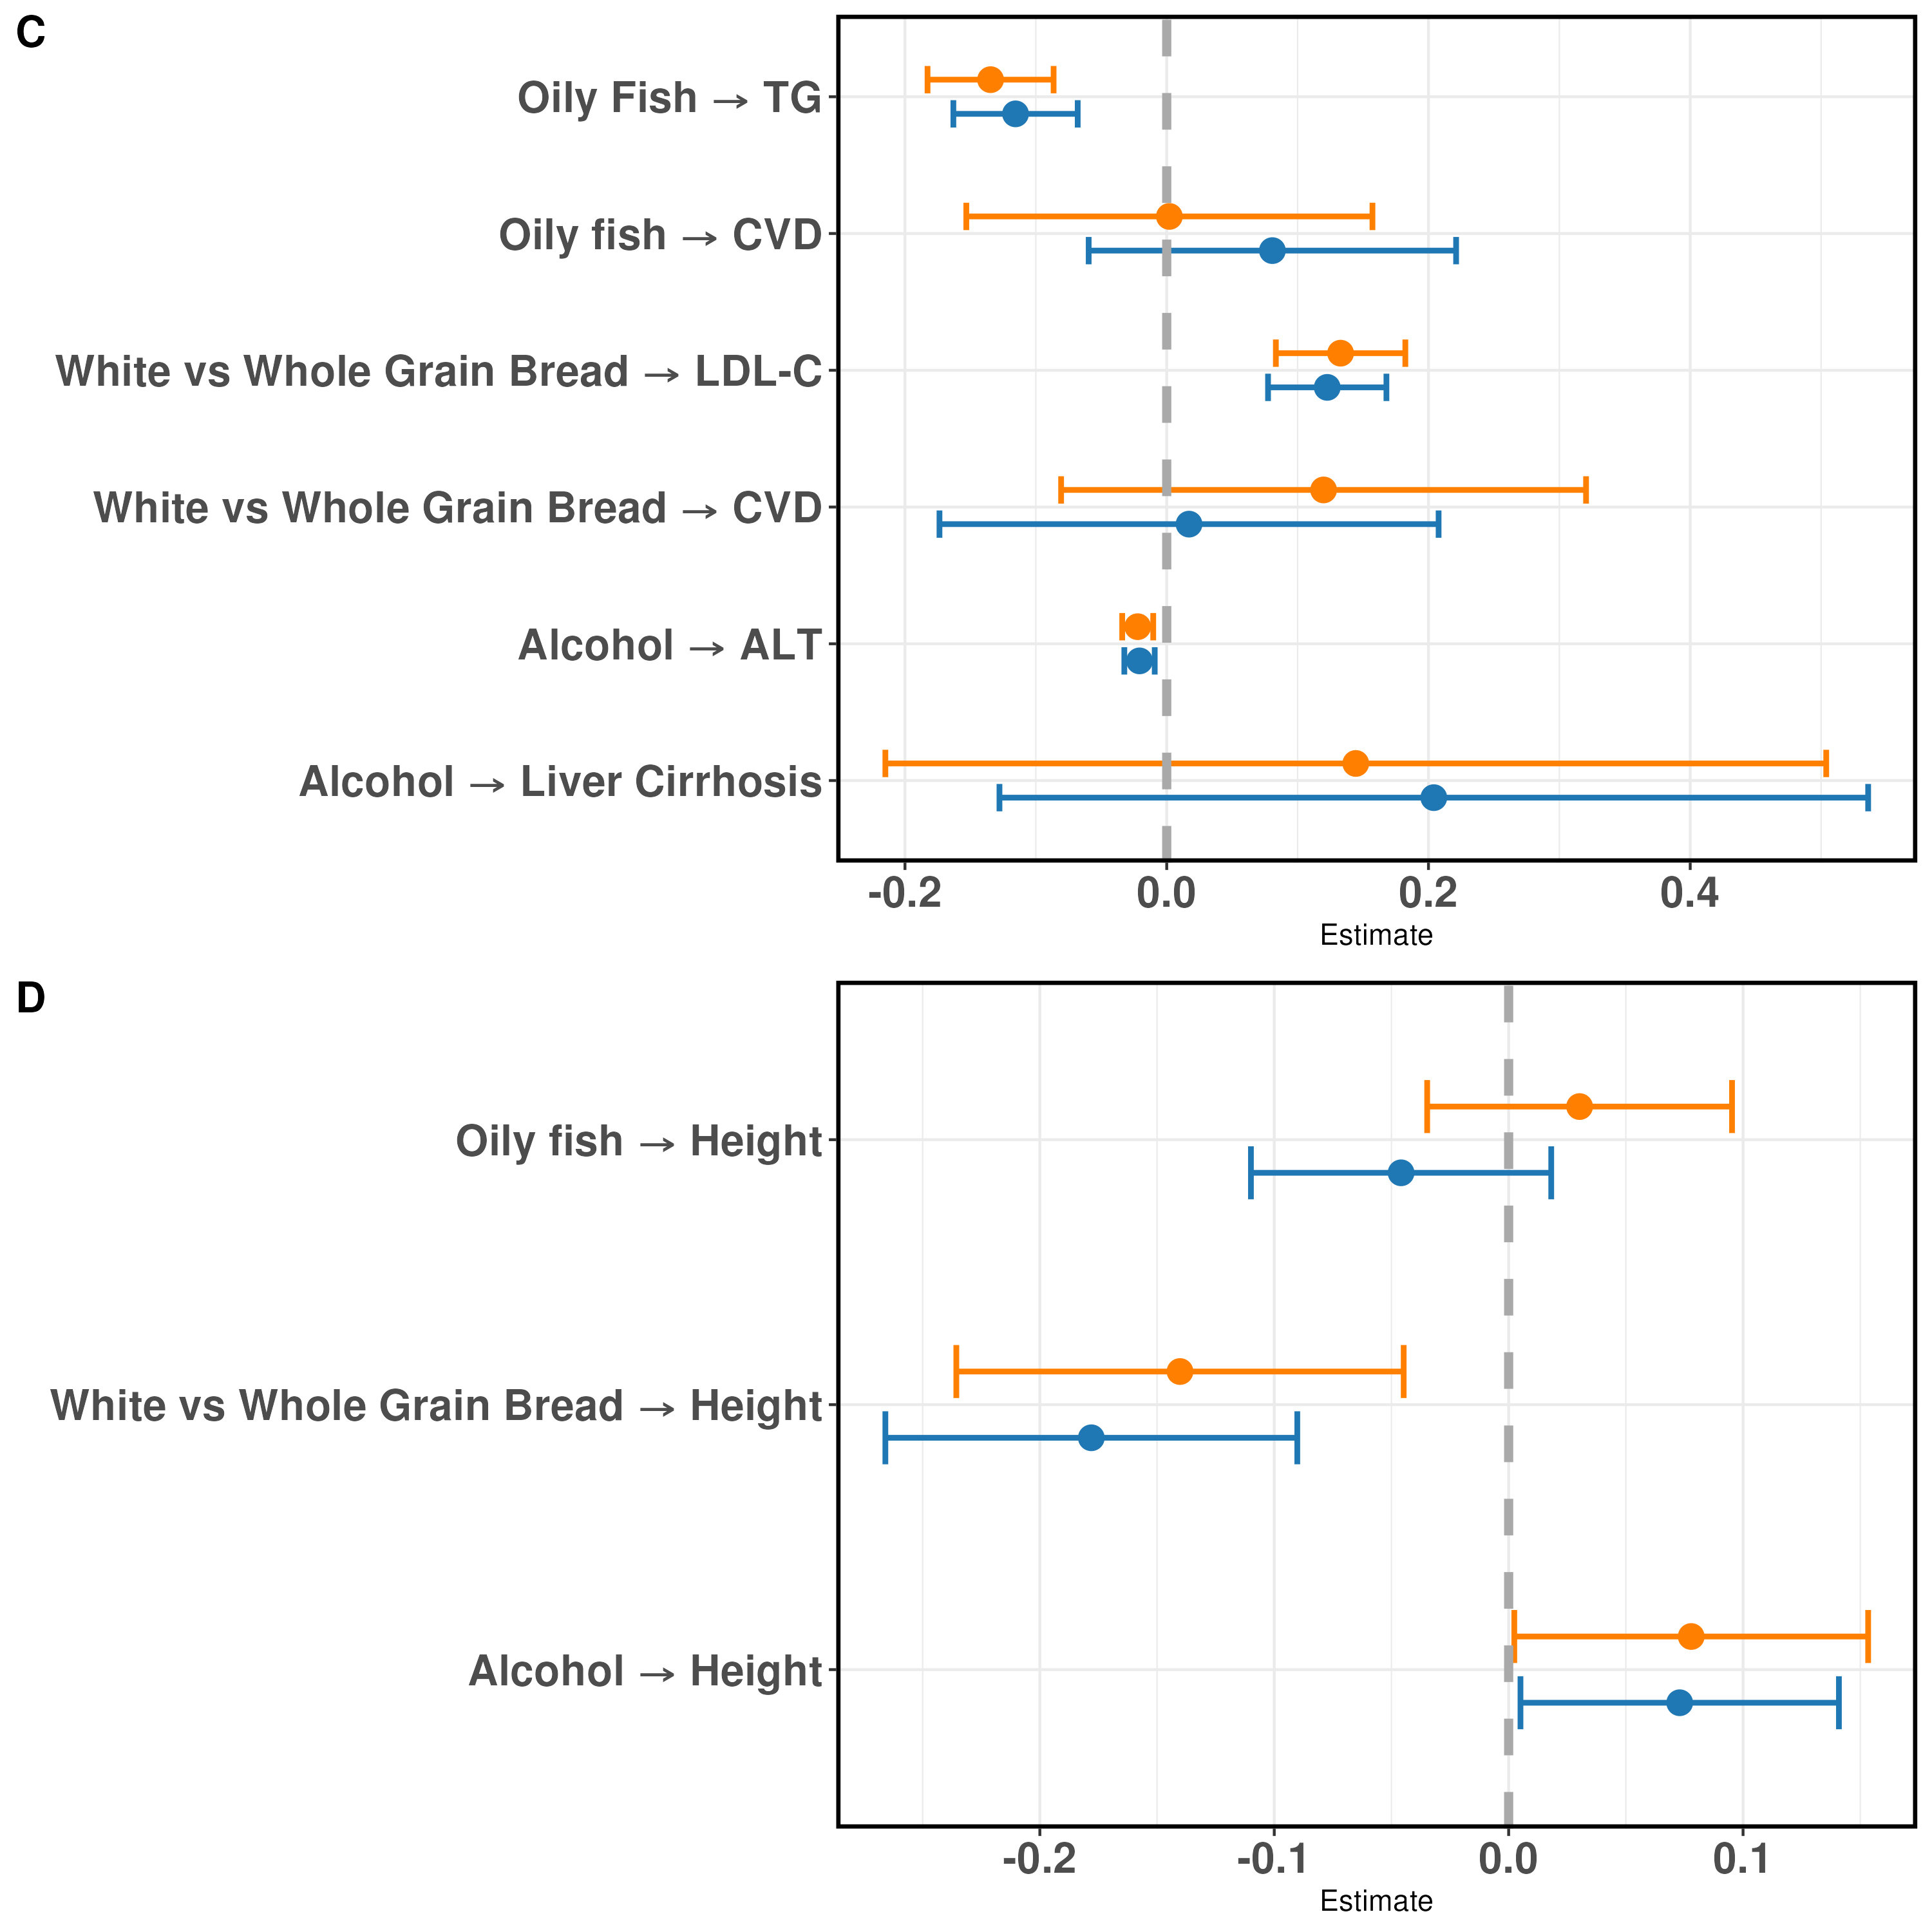 C
Oily Fish → TG
Oily fish → CVD
White vs Whole Grain Bread → LDL-C
White vs Whole Grain Bread → CVD
Alcohol → ALT
Alcohol → Liver Cirrhosis
-0.2 0.0 0.2 0.4
Estimate
D
Oily fish → Height
White vs Whole Grain Bread → Height
Alcohol → Height
-0.2 -0.1 0.0 0.1
Estimate